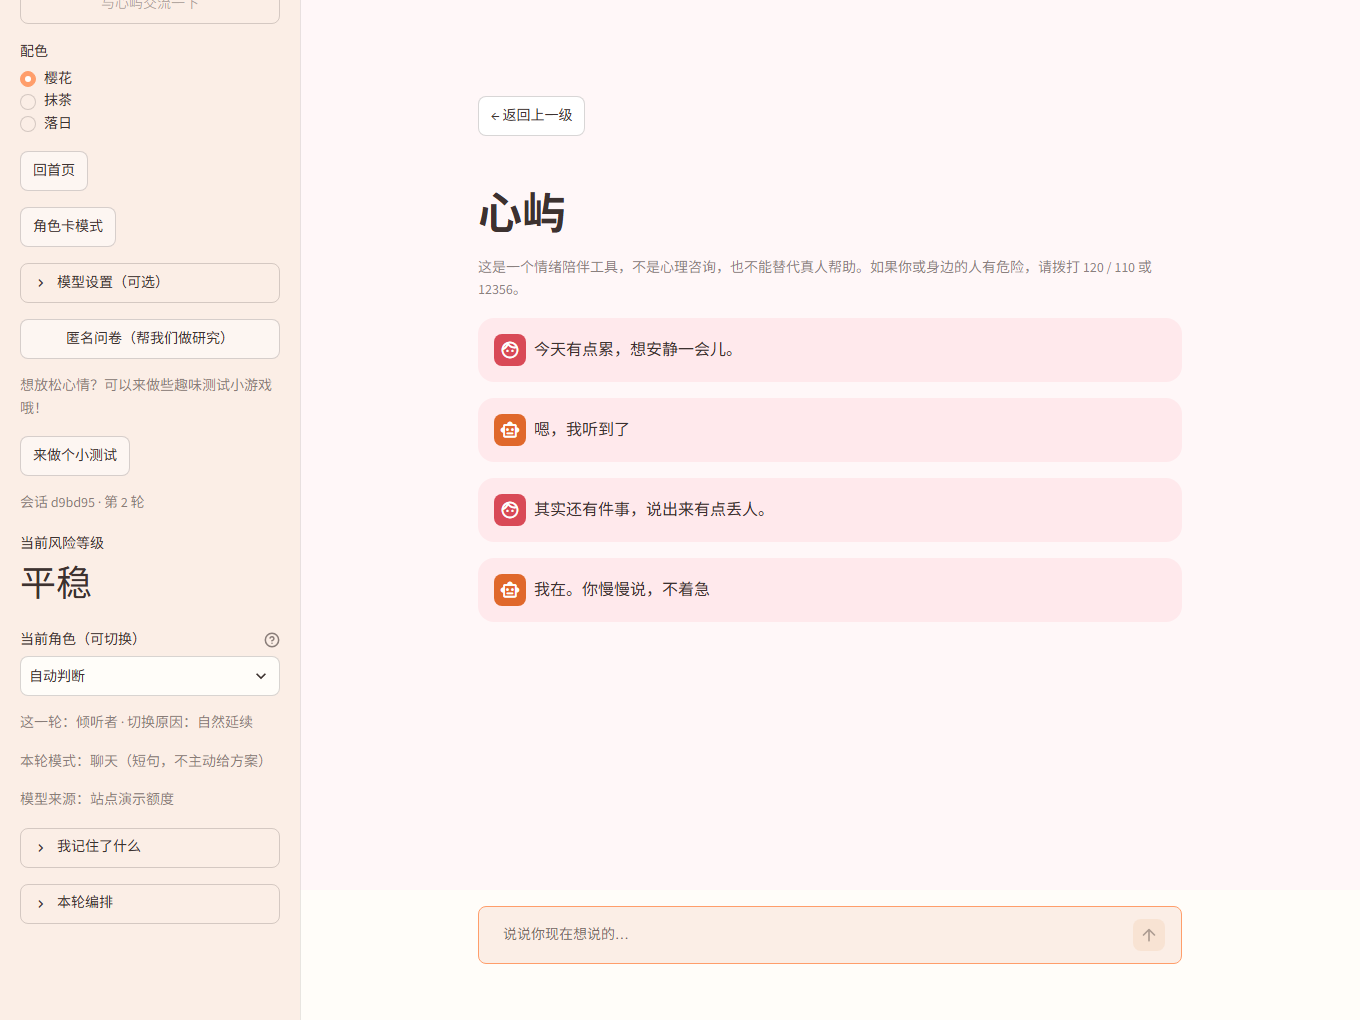 与心屿交流一下
配色
樱花
抹茶
落日
回首页
角色卡模式
模型设置（可选）
匿名问卷（帮我们做研究）
想放松心情？可以来做些趣味测试小游戏
哦！
来做个小测试
会话 d9bd95 · 第 2 轮
当前风险等级
平稳
当前角色（可切换）
自动判断
这一轮：倾听者 · 切换原因：自然延续
本轮模式：聊天（短句，不主动给方案）
模型来源：站点演示额度
我记住了什么
本轮编排
← 返回上一级
心屿
这是一个情绪陪伴工具，不是心理咨询，也不能替代真人帮助。如果你或身边的人有危险，请拨打 120 / 110 或
12356。
今天有点累，想安静一会儿。
嗯，我听到了
其实还有件事，说出来有点丢人。
我在。你慢慢说，不着急
说说你现在想说的…